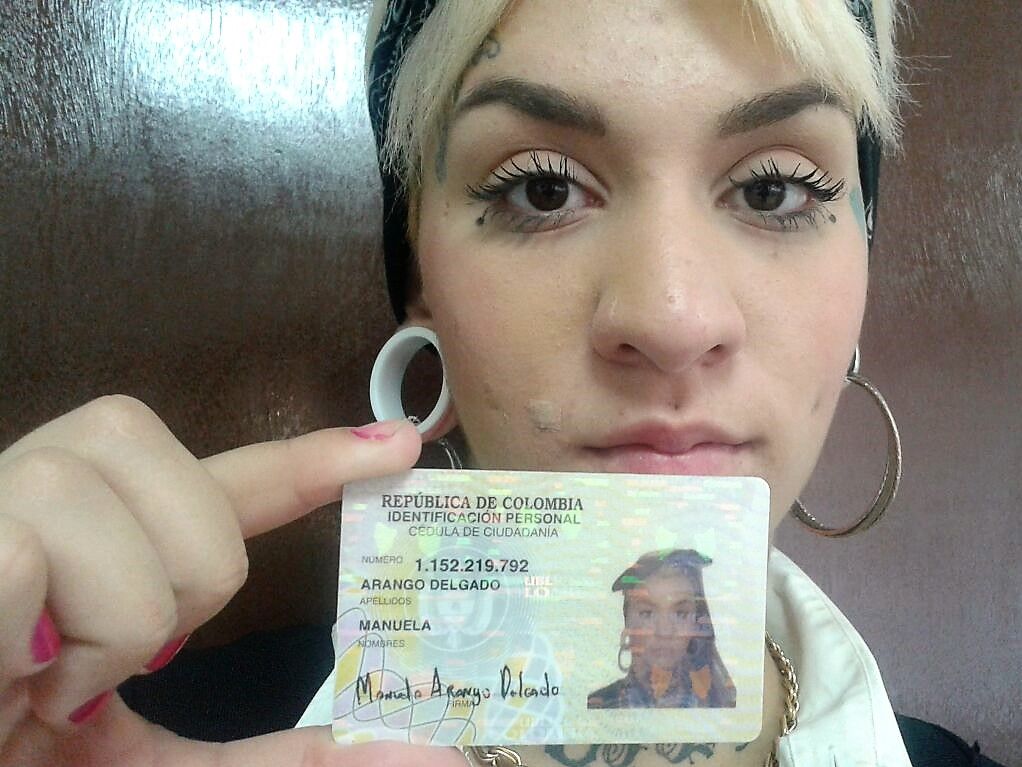 REPÚBLICA DE COLOMBIA
IDENTIFICACIÓN PERSONAL
CÉDULA DE CIUDADANÍA
NÚMERO 1.152.219.792
ARANGO DELGADO
APELLIDOS
MANUELA
NOMBRES
Manuela Arango Delgado
FIRMA